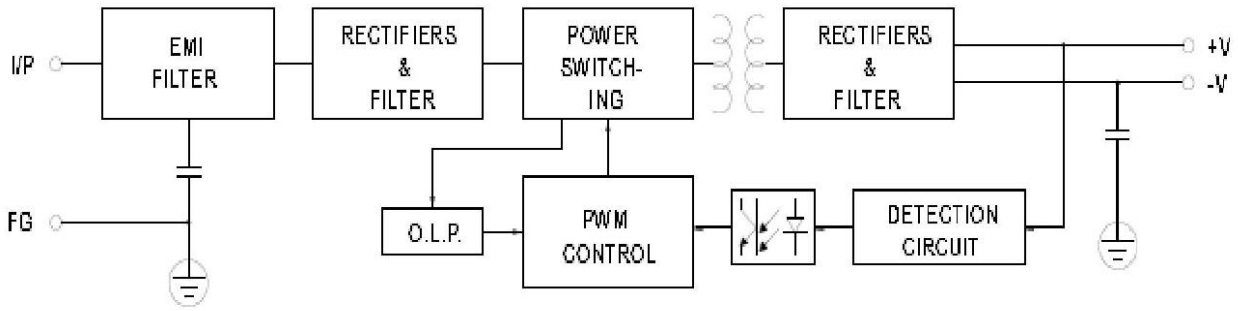 I/P
EMI
FILTER
RECTIFIERS
&
FILTER
POWER
SWITCH-
ING
RECTIFIERS
&
FILTER
+V
-V
FG
O.L.P.
PWM
CONTROL
DETECTION
CIRCUIT